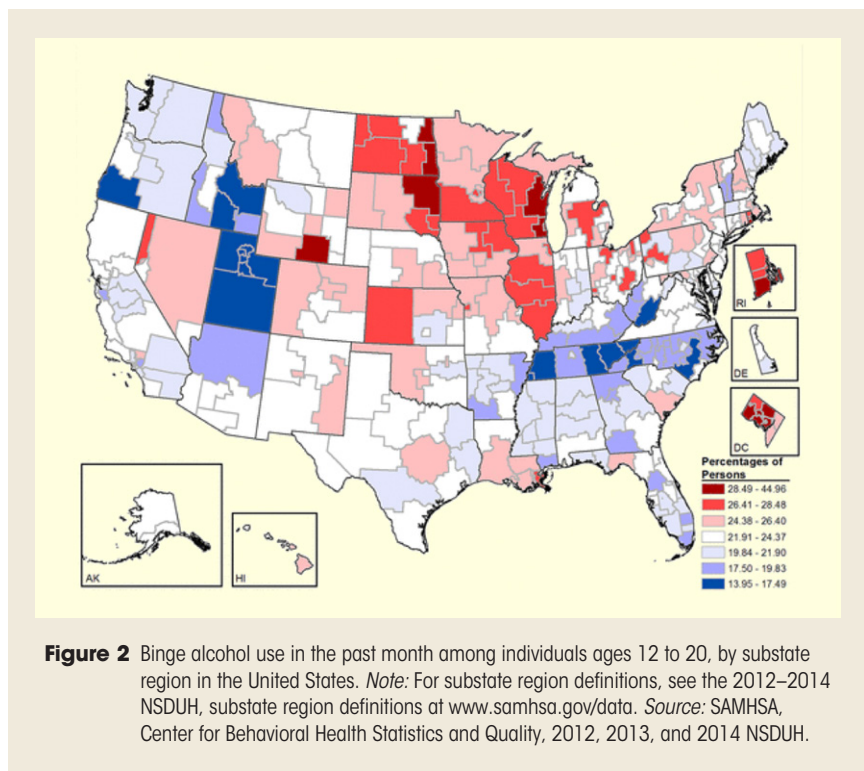 RI
DE
DC
Percentages of
Persons
28.49 - 44.96
26.41 - 28.48
24.38 - 26.40
21.91 - 24.37
19.84 - 21.90
17.50 - 19.83
13.95 - 17.49
AK
HI
Figure 2 Binge alcohol use in the past month among individuals ages 12 to 20, by substate
region in the United States. Note: For substate region definitions, see the 2012–2014
NSDUH, substate region definitions at www.samhsa.gov/data. Source: SAMHSA,
Center for Behavioral Health Statistics and Quality, 2012, 2013, and 2014 NSDUH.